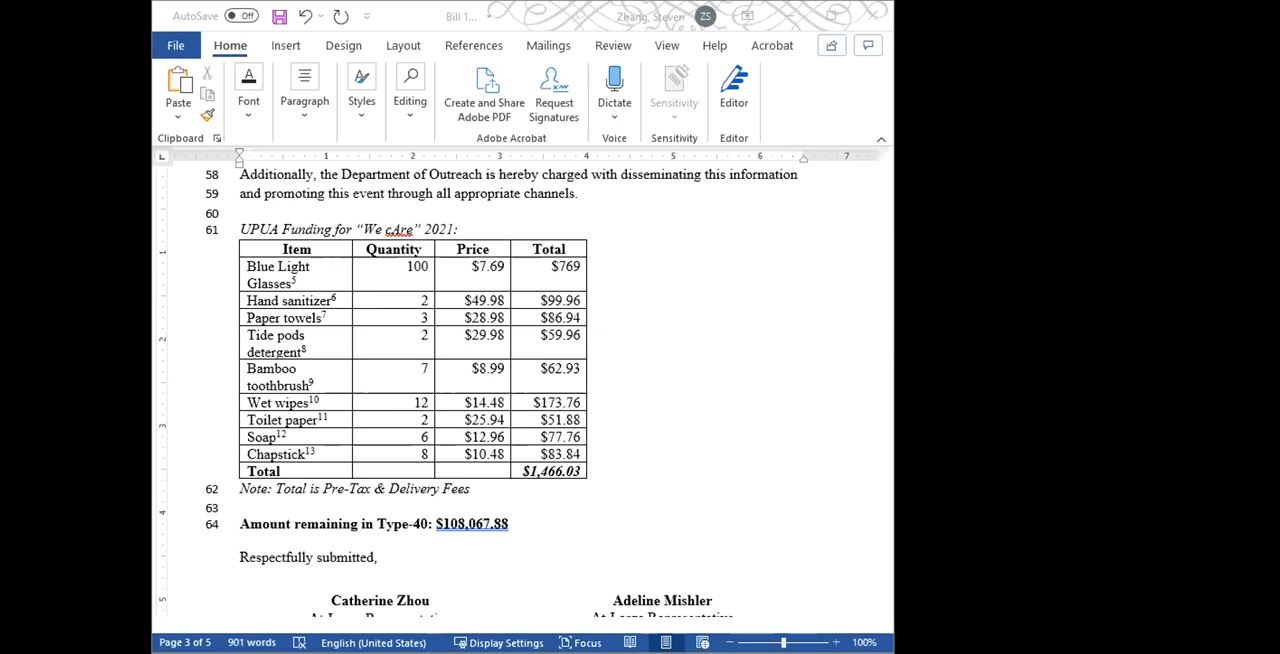 AutoSave Off Bill 1... Zhang, Steven ZS
File Home Insert Design Layout References Mailings Review View Help Acrobat
Paste Font Paragraph Styles Editing Create and Share Adobe PDF Request Signatures Dictate Sensitivity Editor
Clipboard Adobe Acrobat Voice Sensitivity Editor
1 2 3 4 5 6 7
58 Additionally, the Department of Outreach is hereby charged with disseminating this information
59 and promoting this event through all appropriate channels.
60
61 UPUA Funding for “We cAre” 2021:
Item Quantity Price Total
Blue Light 100 $7.69 $769
Glasses5
Hand sanitizer6 2 $49.98 $99.96
Paper towels7 3 $28.98 $86.94
Tide pods 2 $29.98 $59.96
detergent8
Bamboo 7 $8.99 $62.93
toothbrush9
Wet wipes10 12 $14.48 $173.76
Toilet paper11 2 $25.94 $51.88
Soap12 6 $12.96 $77.76
Chapstick13 8 $10.48 $83.84
Total $1,466.03
62 Note: Total is Pre-Tax & Delivery Fees
63
64 Amount remaining in Type-40: $108,067.88
Respectfully submitted,
Catherine Zhou Adeline Mishler
Page 3 of 5 901 words English (United States) Display Settings Focus 100%